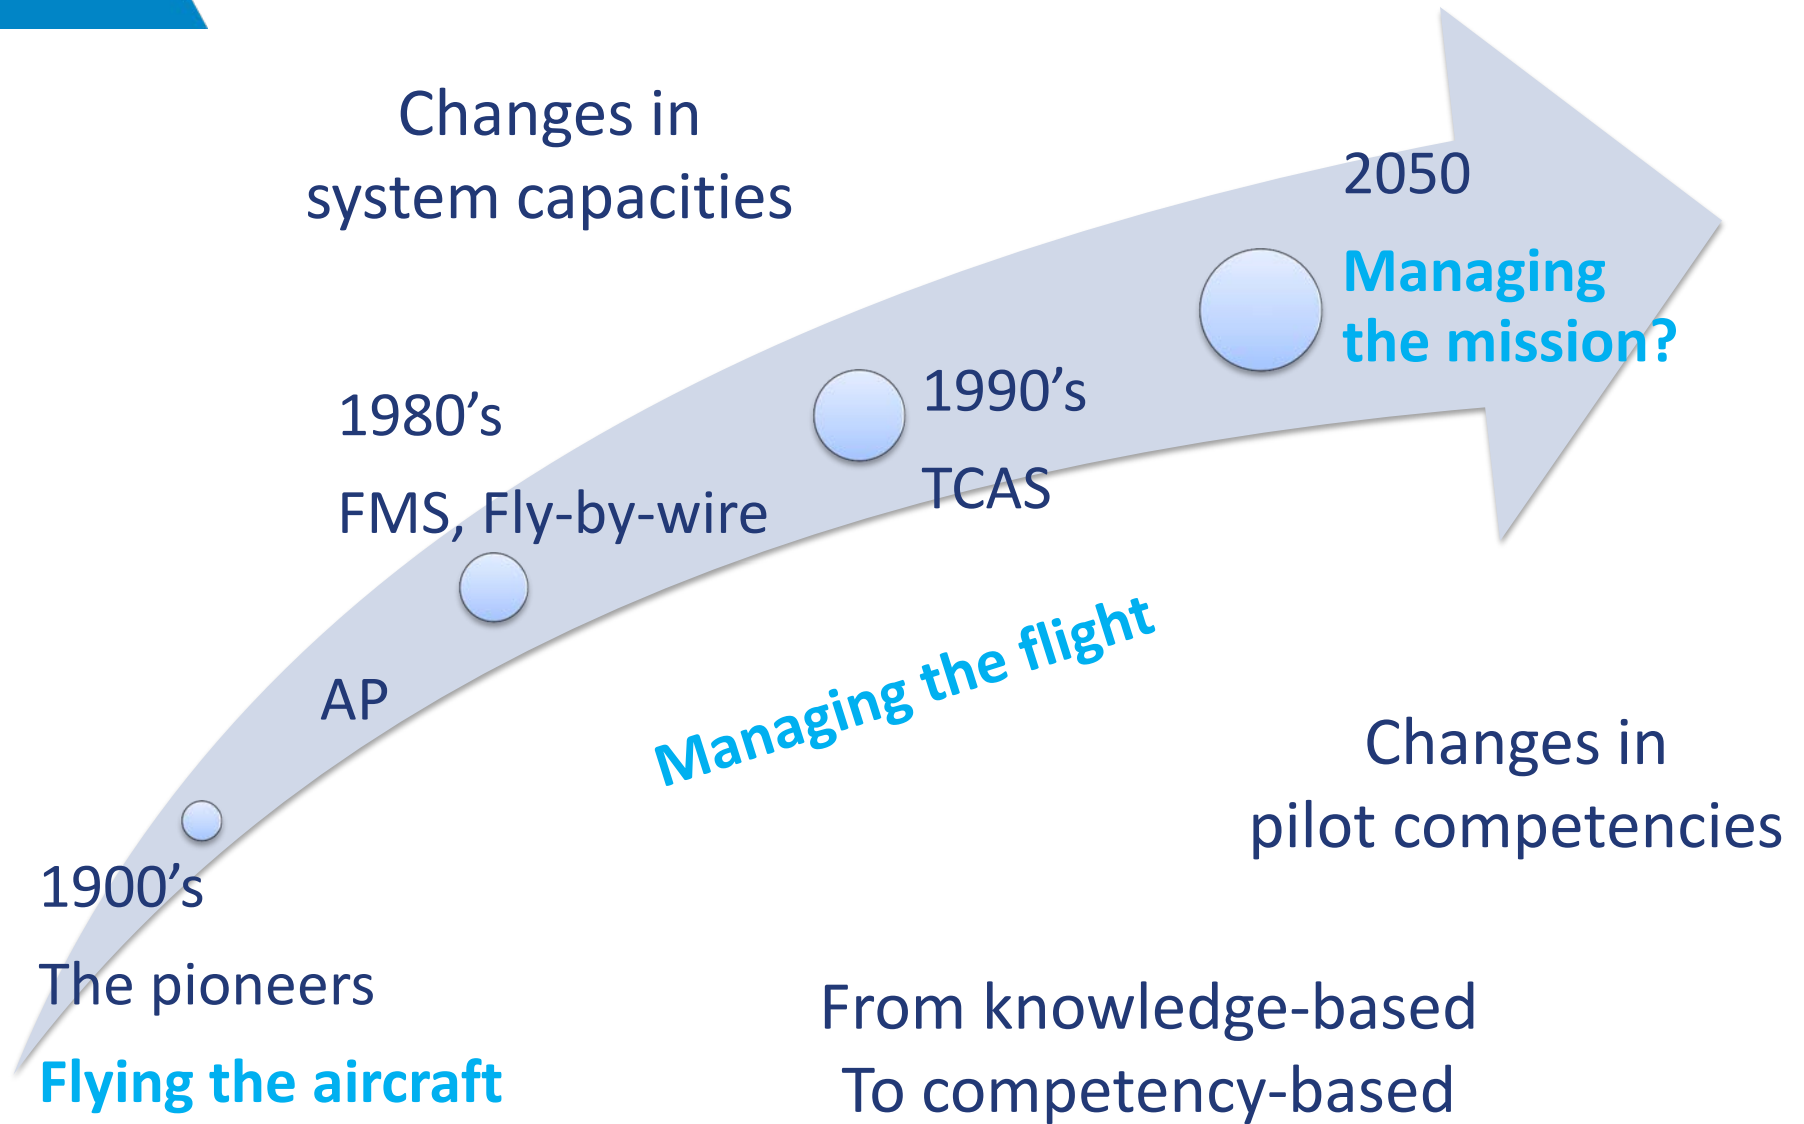 Changes in
system capacities
2050
Managing
the mission?
1990’s
TCAS
1980’s
FMS, Fly-by-wire
Managing the flight
AP
Changes in
pilot competencies
1900’s
The pioneers
Flying the aircraft
From knowledge-based
To competency-based